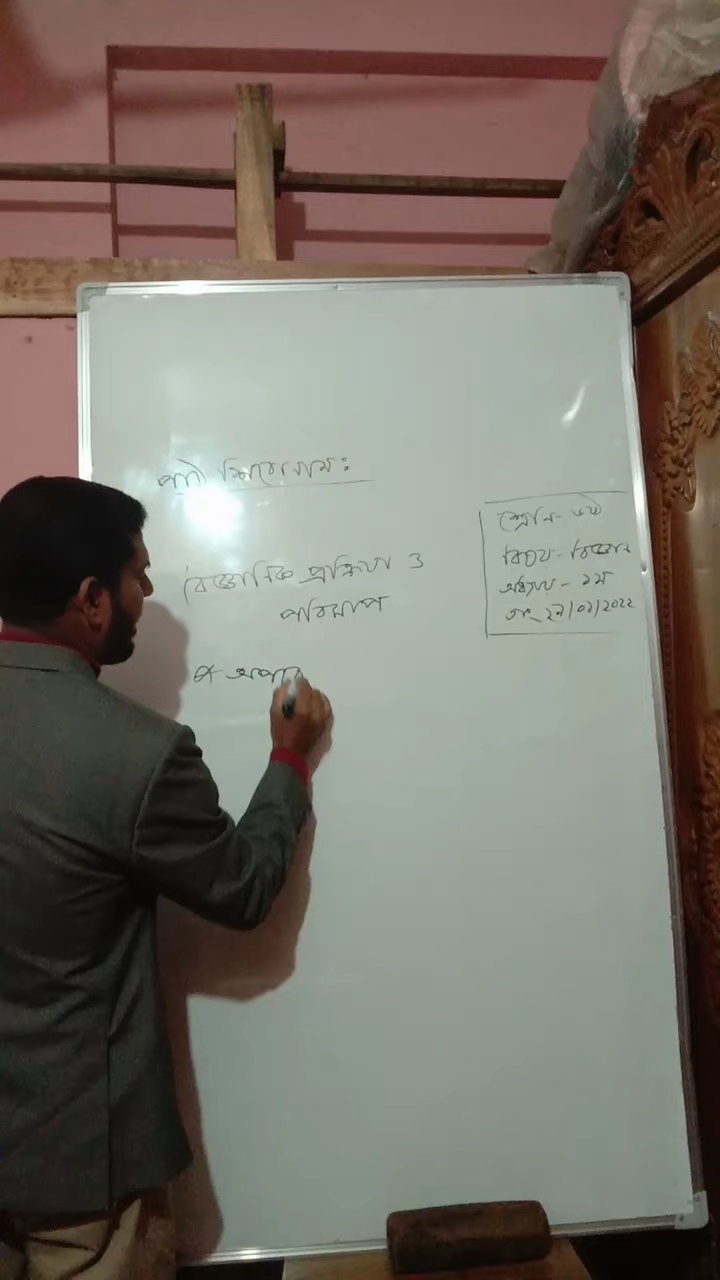 পাঠ শিরোনামঃ
বৈজ্ঞানিক প্রক্রিয়া ও
পরিমাপ
শ্রেণি- ৬ষ্ঠ
বিষয়- বিজ্ঞান
অধ্যায়- ১ম